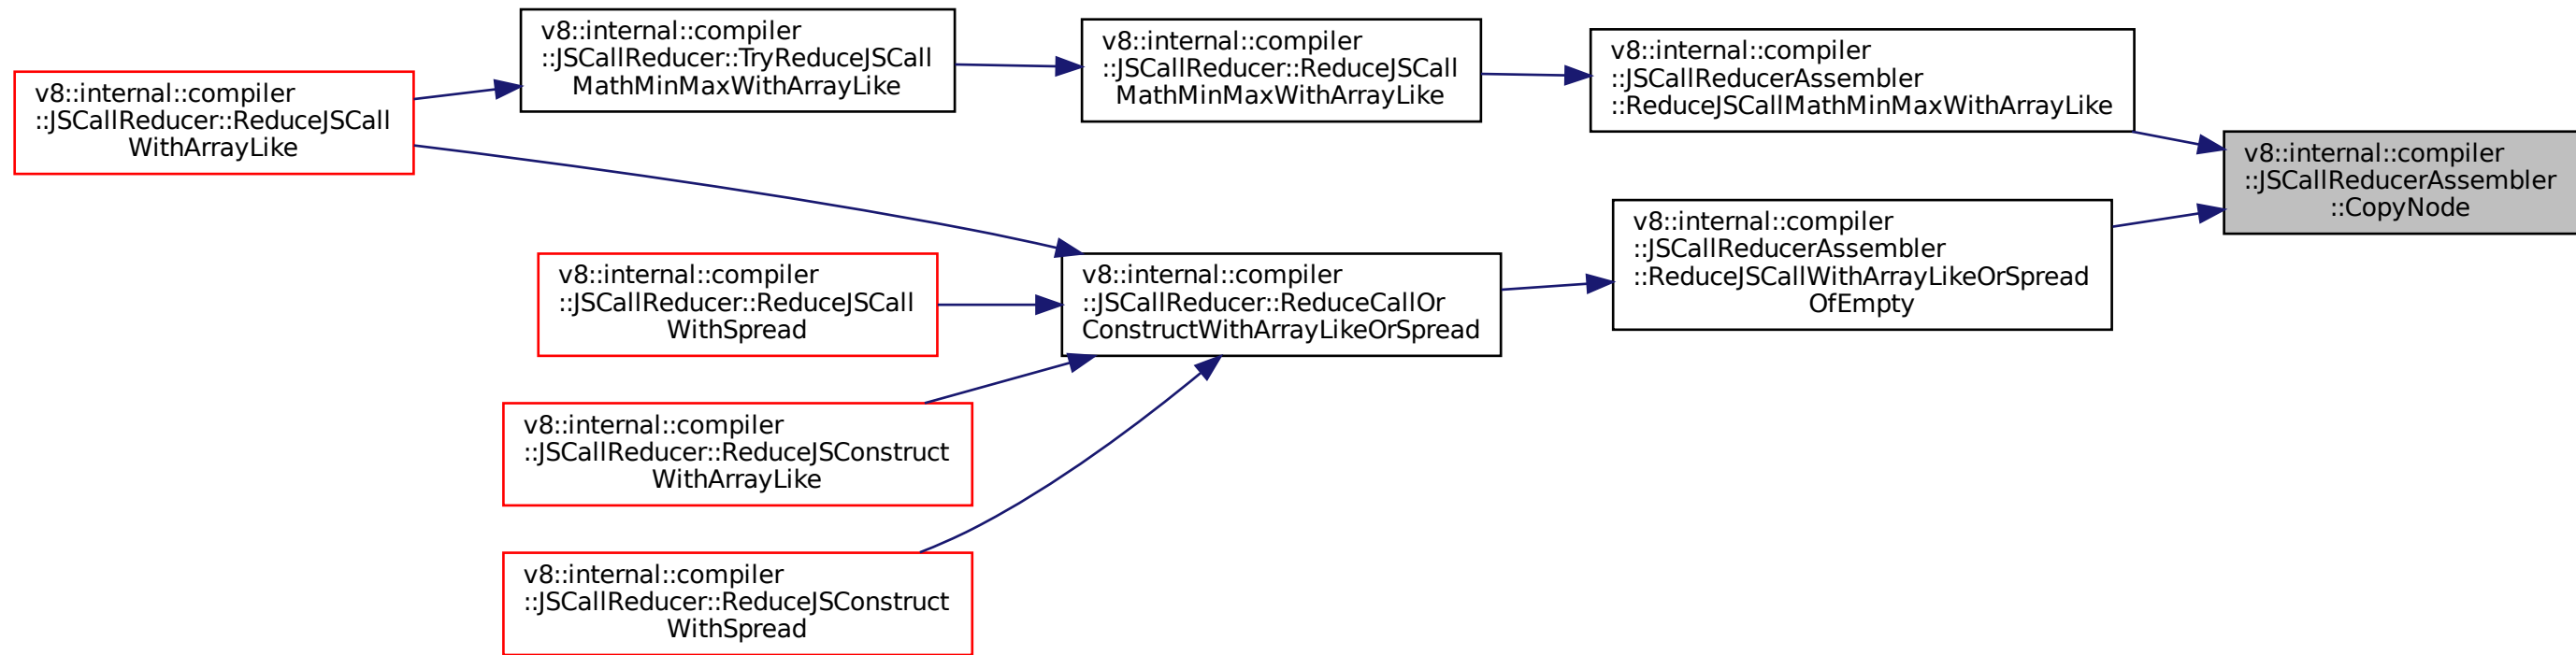 v8::internal::compiler
::JSCallReducer::ReduceJSCall
WithArrayLike
v8::internal::compiler
::JSCallReducer::TryReduceJSCall
MathMinMaxWithArrayLike
v8::internal::compiler
::JSCallReducer::ReduceJSCall
MathMinMaxWithArrayLike
v8::internal::compiler
::JSCallReducerAssembler
::ReduceJSCallMathMinMaxWithArrayLike
v8::internal::compiler
::JSCallReducerAssembler
::CopyNode
v8::internal::compiler
::JSCallReducerAssembler
::ReduceJSCallWithArrayLikeOrSpread
OfEmpty
v8::internal::compiler
::JSCallReducer::ReduceCallOr
ConstructWithArrayLikeOrSpread
v8::internal::compiler
::JSCallReducer::ReduceJSCall
WithSpread
v8::internal::compiler
::JSCallReducer::ReduceJSConstruct
WithArrayLike
v8::internal::compiler
::JSCallReducer::ReduceJSConstruct
WithSpread